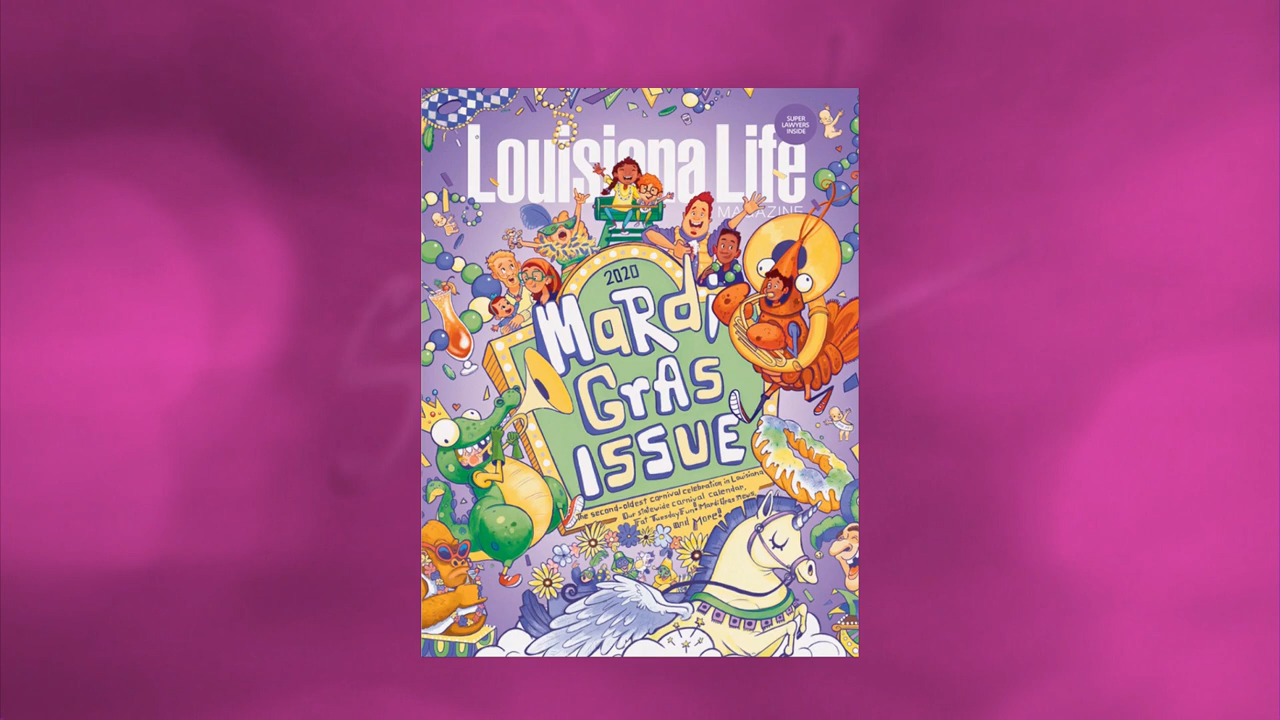 SUPER
LAWYERS
INSIDE
Louisiana Life
MAGAZINE
2020
MaRdi
GrAs
ISSUE
The second-oldest carnival celebration in Louisiana,
Our statewide carnival calendar,
Fat Tuesday Fun! Mardi Gras news,
and More!